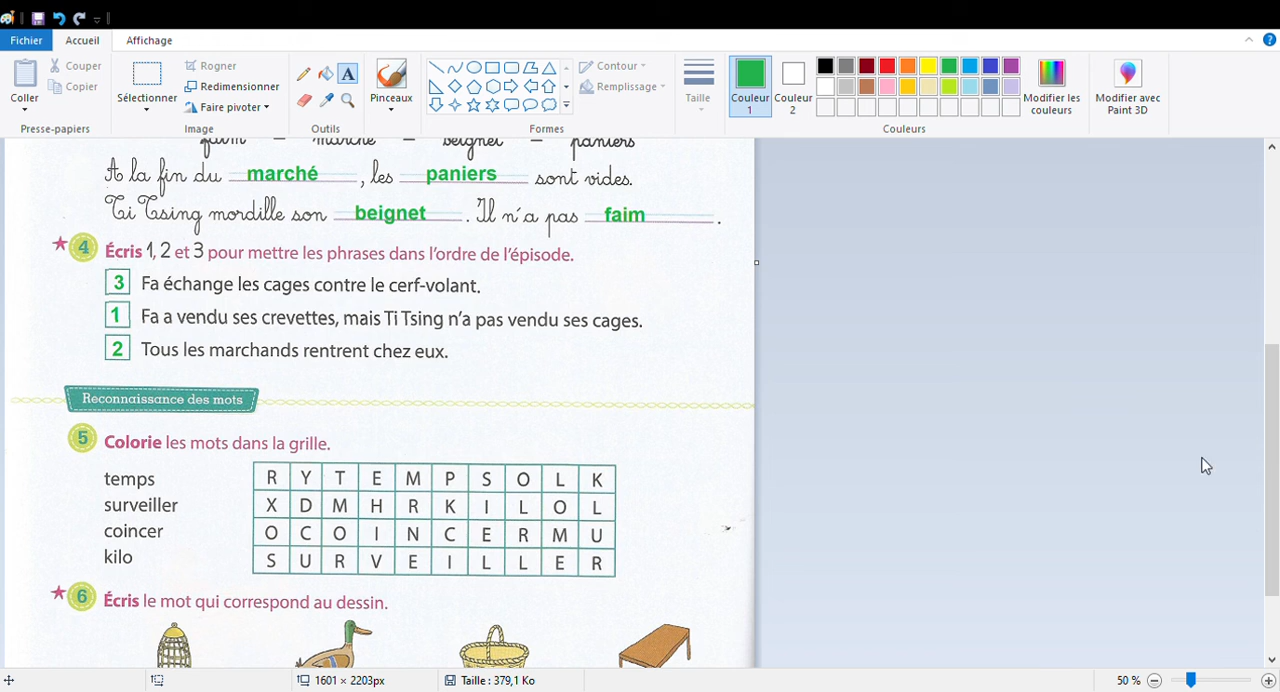 Fichier Accueil Affichage
Coller
Couper
Copier
Presse-papiers
Sélectionner
Rogner
Redimensionner
Faire pivoter
Image
A
Outils
Pinceaux
Contour
Remplissage
Formes
Taille
Couleur 1
Couleur 2
Modifier les couleurs
Couleurs
Modifier avec Paint 3D
faim – marché – beignet – paniers
A la fin du marché , les paniers sont vides.
Ti Tsing mordille son beignet . Il n'a pas faim .
4 Écris 1, 2 et 3 pour mettre les phrases dans l'ordre de l'épisode.
3 Fa échange les cages contre le cerf-volant.
1 Fa a vendu ses crevettes, mais Ti Tsing n'a pas vendu ses cages.
2 Tous les marchands rentrent chez eux.
Reconnaissance des mots
5 Colorie les mots dans la grille.
temps
surveiller
coincer
kilo
R Y T E M P S O L K
X D M H R K I L O L
O C O I N C E R M U
S U R V E I L L E R
6 Écris le mot qui correspond au dessin.
1601 × 2203px
Taille : 379,1 Ko
50 %